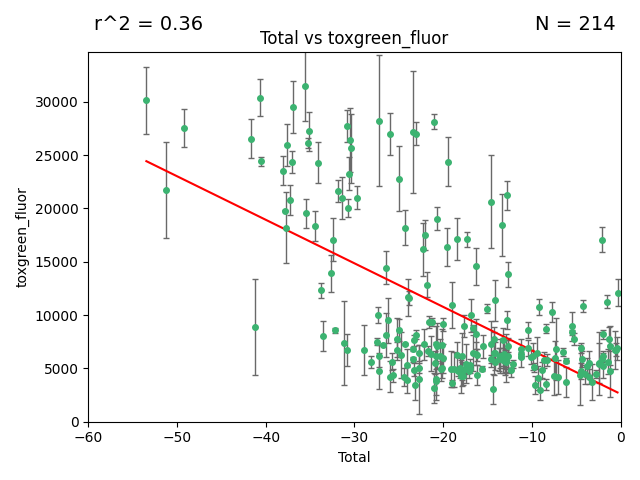 r^2 = 0.36
N = 214
Total vs toxgreen_fluor
toxgreen_fluor
30000
25000
20000
15000
10000
5000
0
−60
−50
−40
−30
−20
−10
0
Total